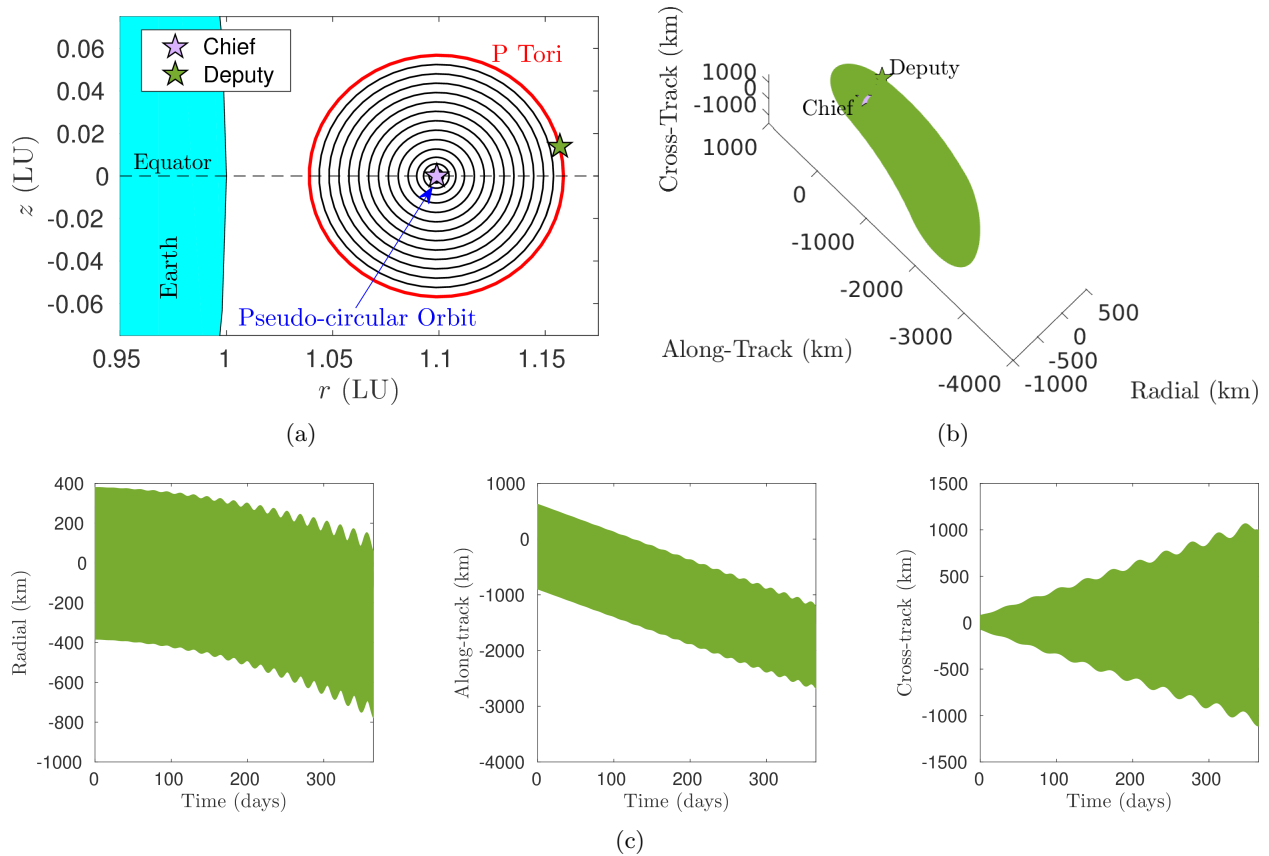 Chief
Deputy
P Tori
0.06
0.04
0.02
0
-0.02
-0.04
-0.06
z (LU)
Equator
Earth
Pseudo-circular Orbit
0.95
1
1.05
1.1
1.15
r (LU)
(a)
Cross-Track (km)
1000
0
-1000
Deputy
Chief
1000
0
-1000
-2000
-3000
-4000
Along-Track (km)
500
0
-500
-1000
Radial (km)
(b)
400
200
0
-200
-400
-600
-800
-1000
Radial (km)
0
100
200
300
Time (days)
1000
0
-1000
-2000
-3000
-4000
Along-track (km)
0
100
200
300
Time (days)
1500
1000
500
0
-500
-1000
-1500
Cross-track (km)
0
100
200
300
Time (days)
(c)